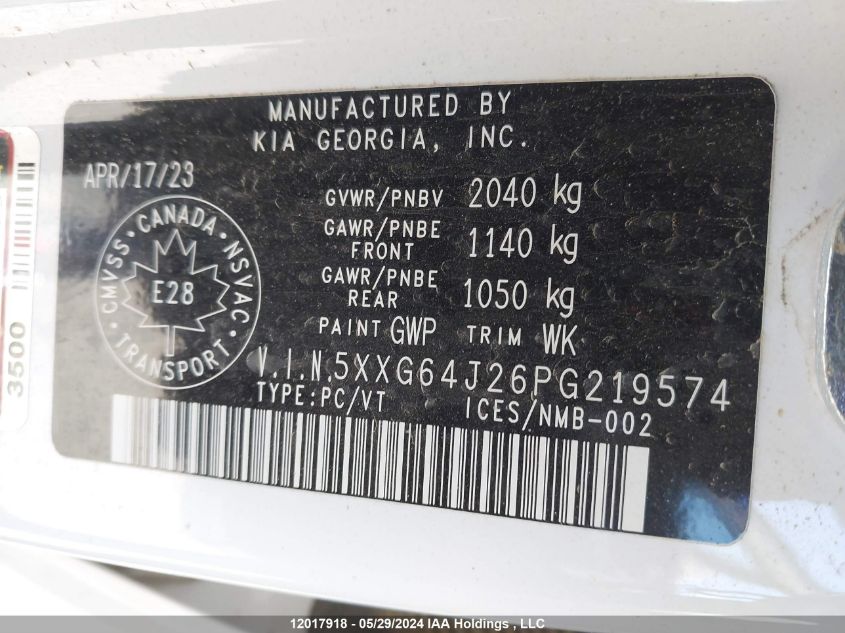 MANUFACTURED BY
KIA GEORGIA, INC.
APR/17/23
GVWR/PNBV 2040 kg
GAWR/PNBE
FRONT 1140 kg
GAWR/PNBE
REAR 1050 kg
PAINT GWP TRIM WK
CMVSS · CANADA · NSVAC
E28
TRANSPORT
V.I.N.5XXG64J26PG219574
TYPE:PC/VT ICES/NMB-002
3500
12017918 - 05/29/2024 IAA Holdings , LLC